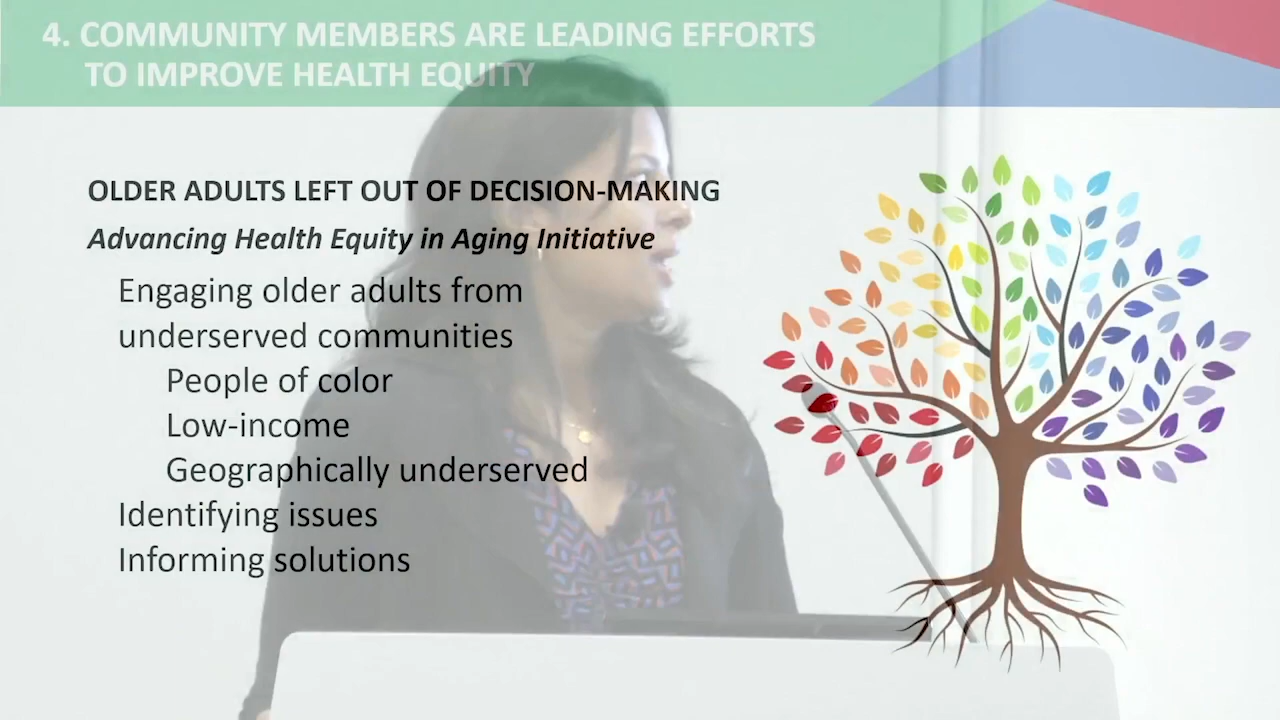 4. COMMUNITY MEMBERS ARE LEADING EFFORTS
TO IMPROVE HEALTH EQUITY
OLDER ADULTS LEFT OUT OF DECISION-MAKING
Advancing Health Equity in Aging Initiative
Engaging older adults from
underserved communities
People of color
Low-income
Geographically underserved
Identifying issues
Informing solutions